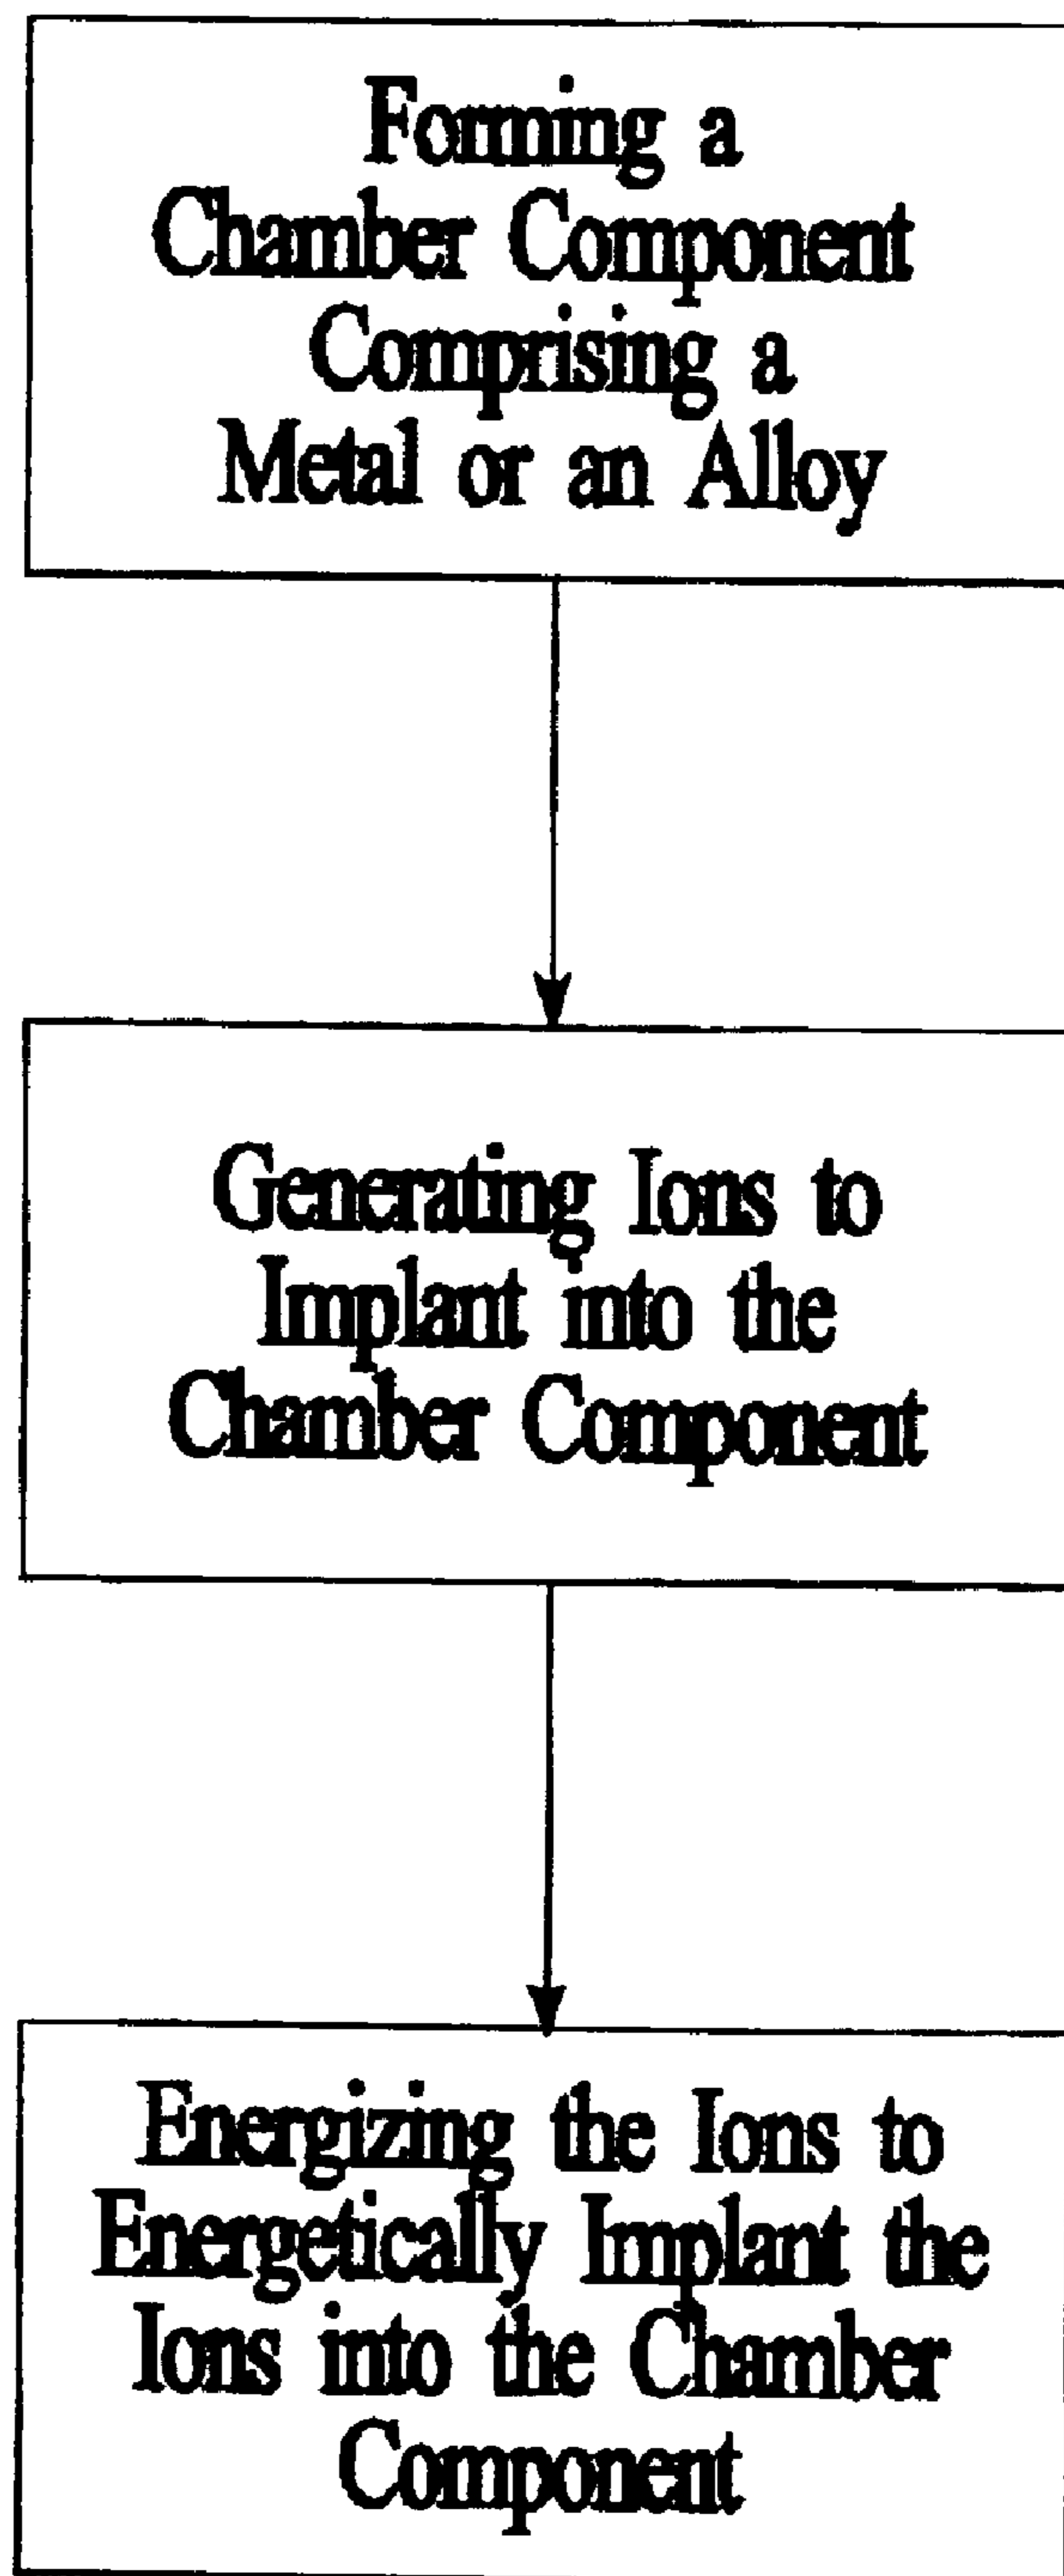 Forming a
Chamber Component
Comprising a
Metal or an Alloy
Generating Ions to
Implant into the
Chamber Component
Energizing the Ions to
Energetically Implant the
Ions into the Chamber
Component